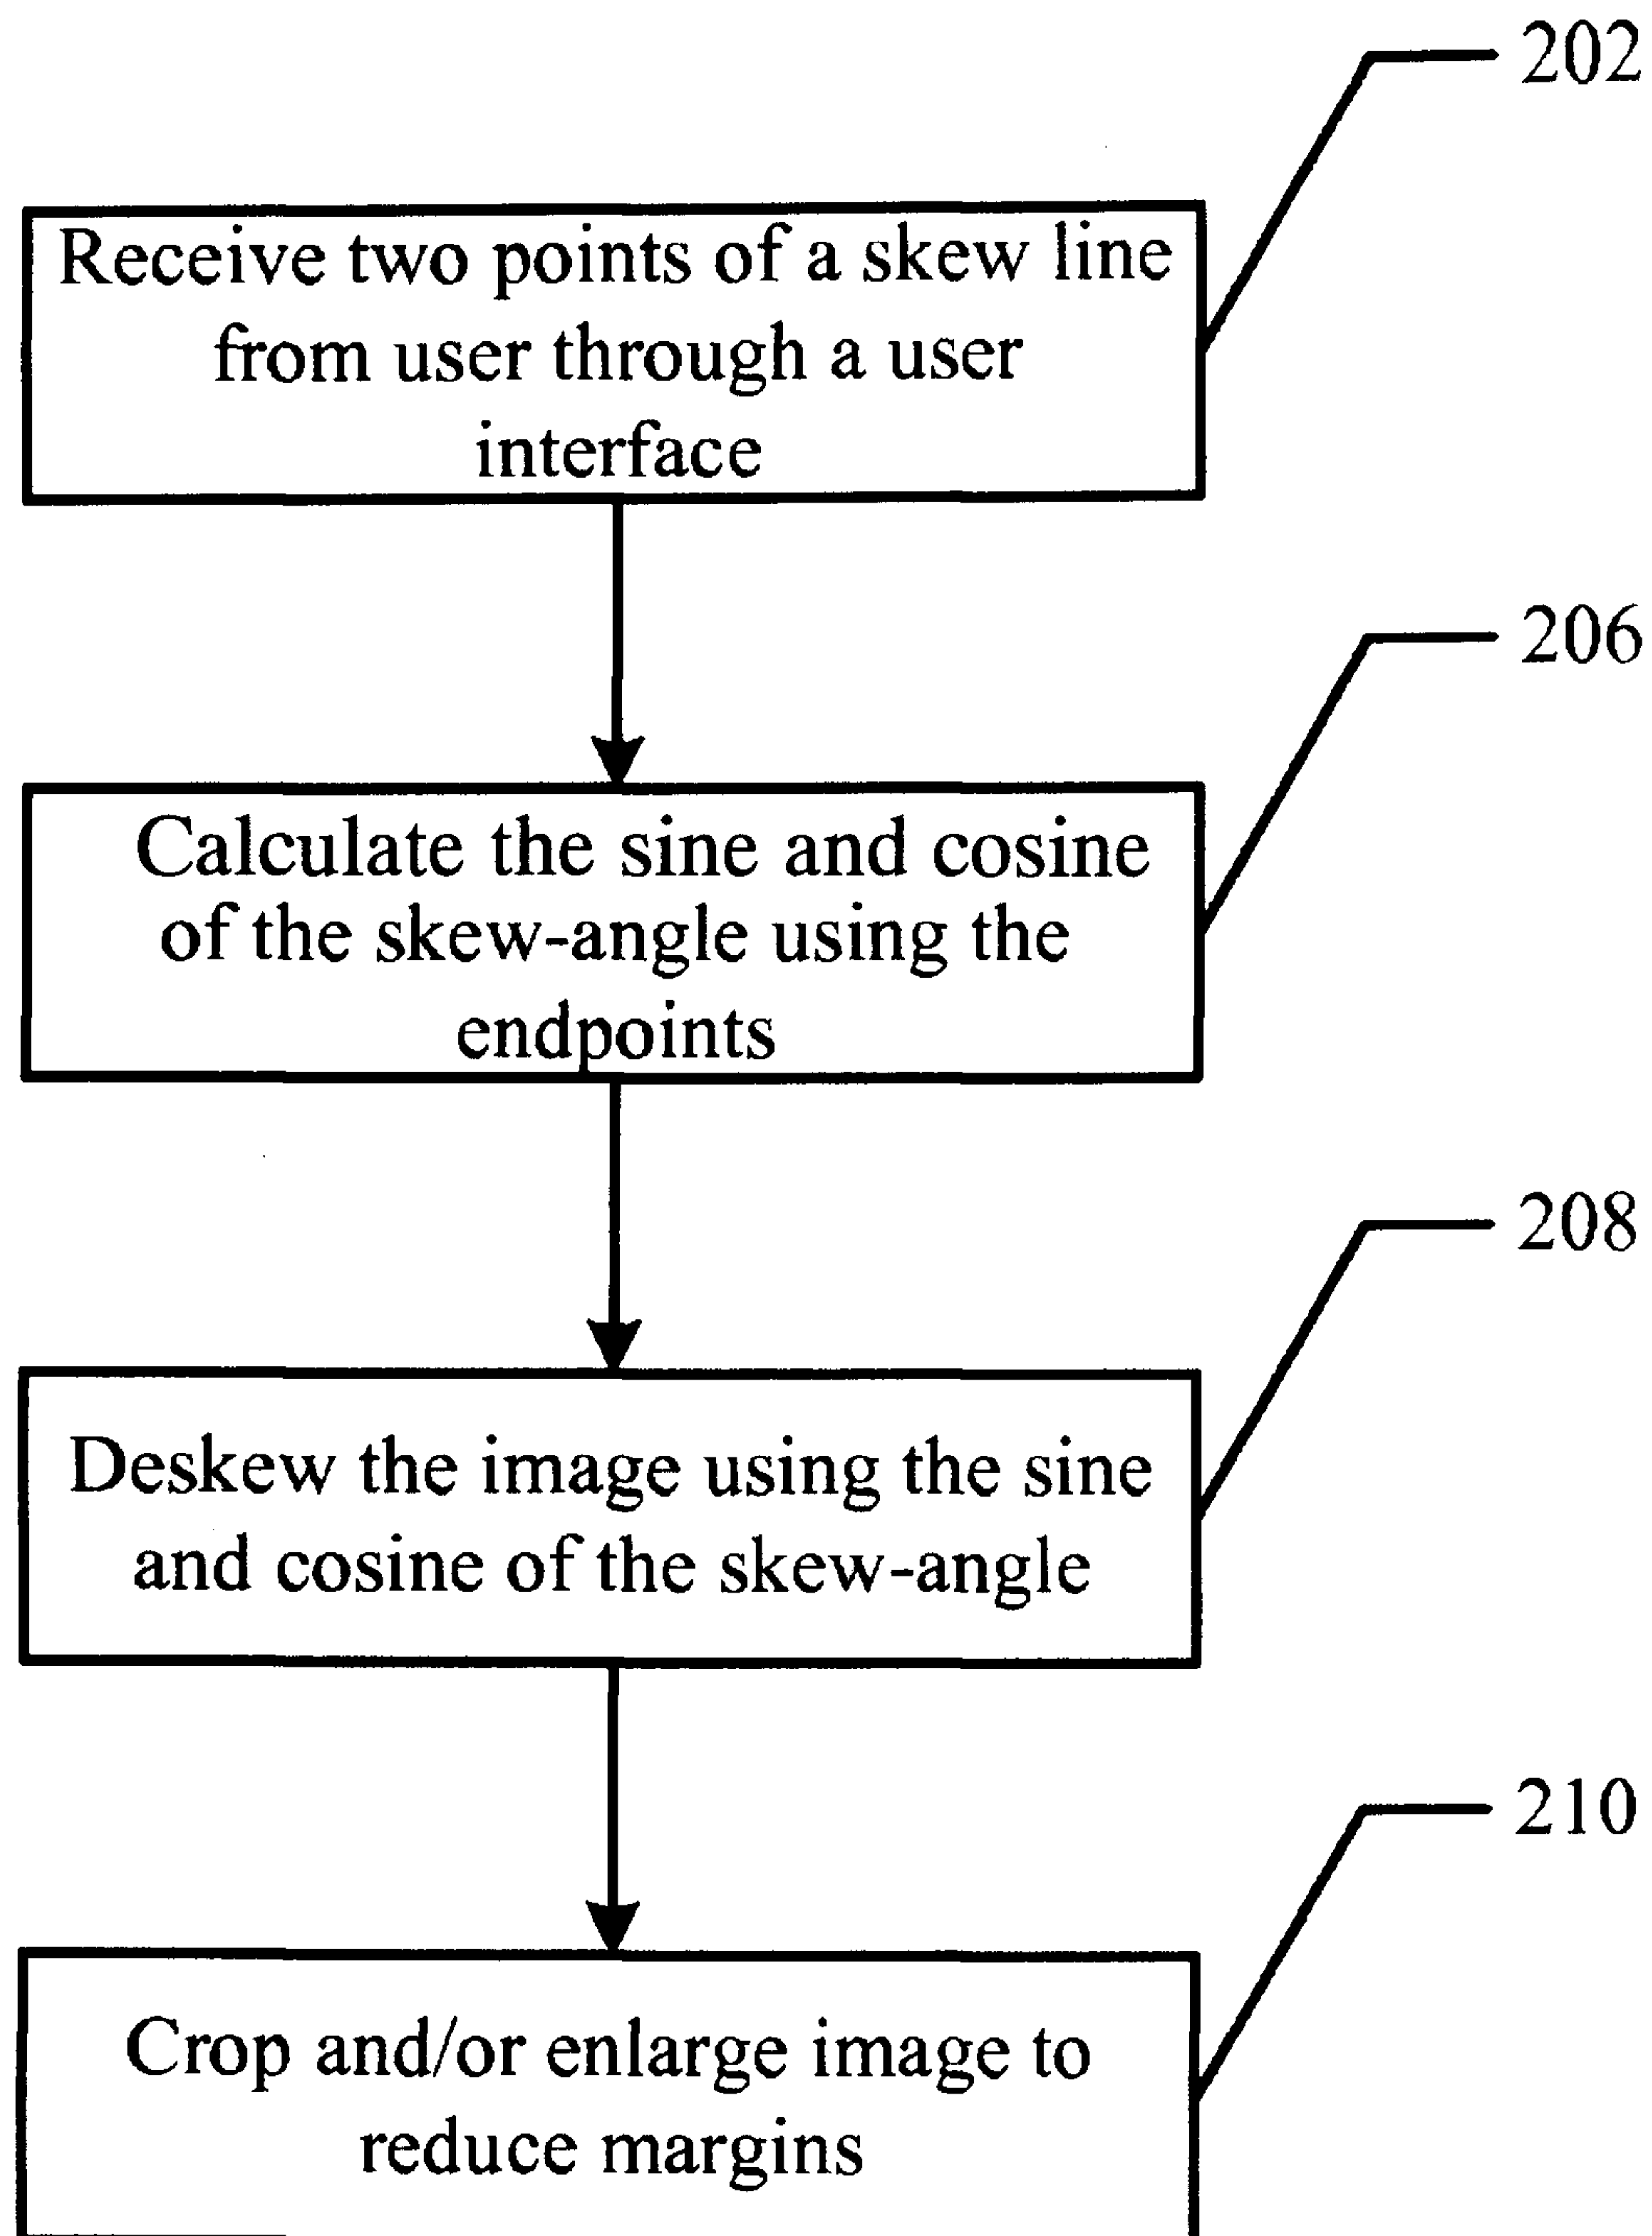 202
Receive two points of a skew line
from user through a user
interface
206
Calculate the sine and cosine
of the skew-angle using the
endpoints
208
Deskew the image using the sine
and cosine of the skew-angle
210
Crop and/or enlarge image to
reduce margins